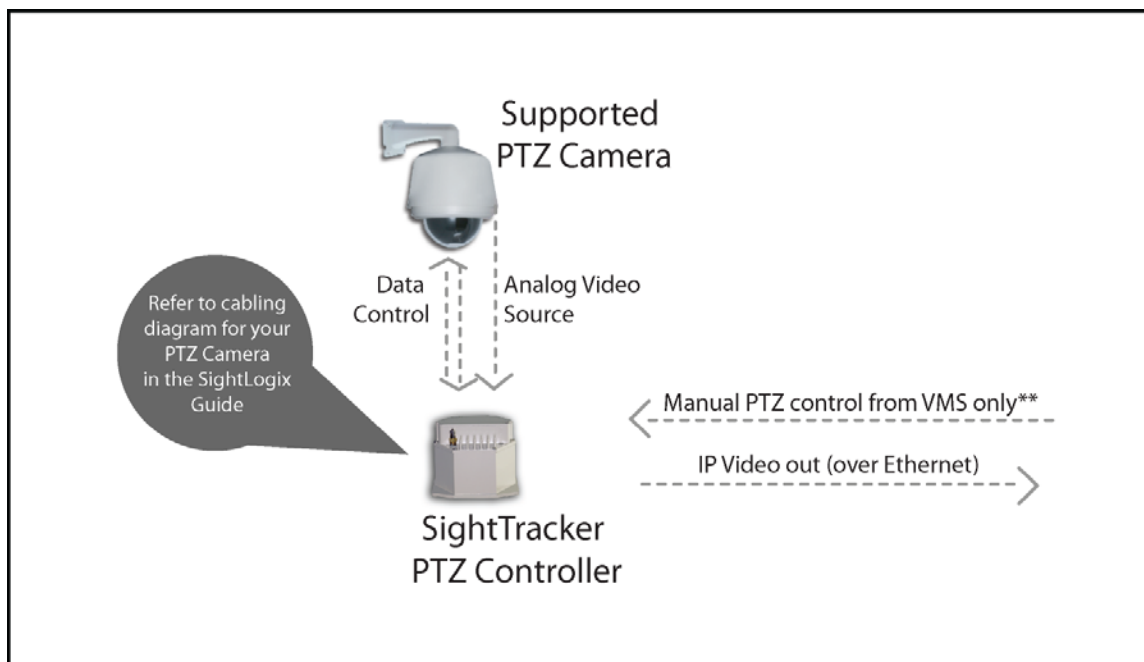 Supported
PTZ Camera
Data
Control
Analog Video
Source
Refer to cabling
diagram for your
PTZ Camera
in the SightLogix
Guide
Manual PTZ control from VMS only**
IP Video out (over Ethernet)
SightTracker
PTZ Controller